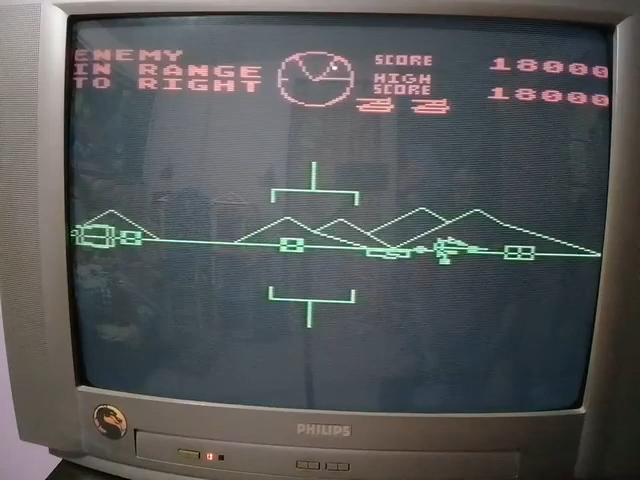 ENEMY
IN RANGE
TO RIGHT
SCORE 18000
HIGH
SCORE 18000
PHILIPS